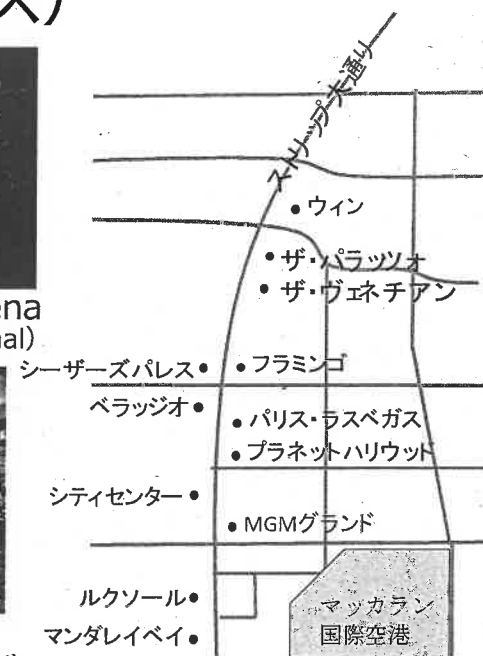 ス)
ストリップ大通り
ウィン
ザ・パラッツォ
ザ・ヴェネチアン
ena
nal)
シーザーズパレス
フラミンゴ
ベラッジオ
パリス・ラスベガス
プラネットハリウッド
シティセンター
MGMグランド
ルクソール
マッカラン
国際空港
マンダレイベイ